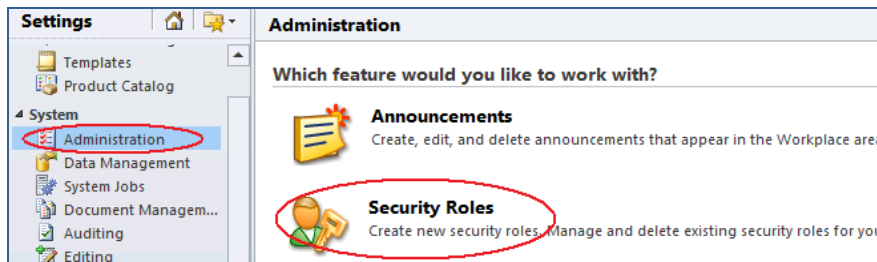 Settings
Templates
Product Catalog
System
Administration
Data Management
System Jobs
Document Managem...
Auditing
Editing
Administration
Which feature would you like to work with?
Announcements
Create, edit, and delete announcements that appear in the Workplace area
Security Roles
Create new security roles. Manage and delete existing security roles for you